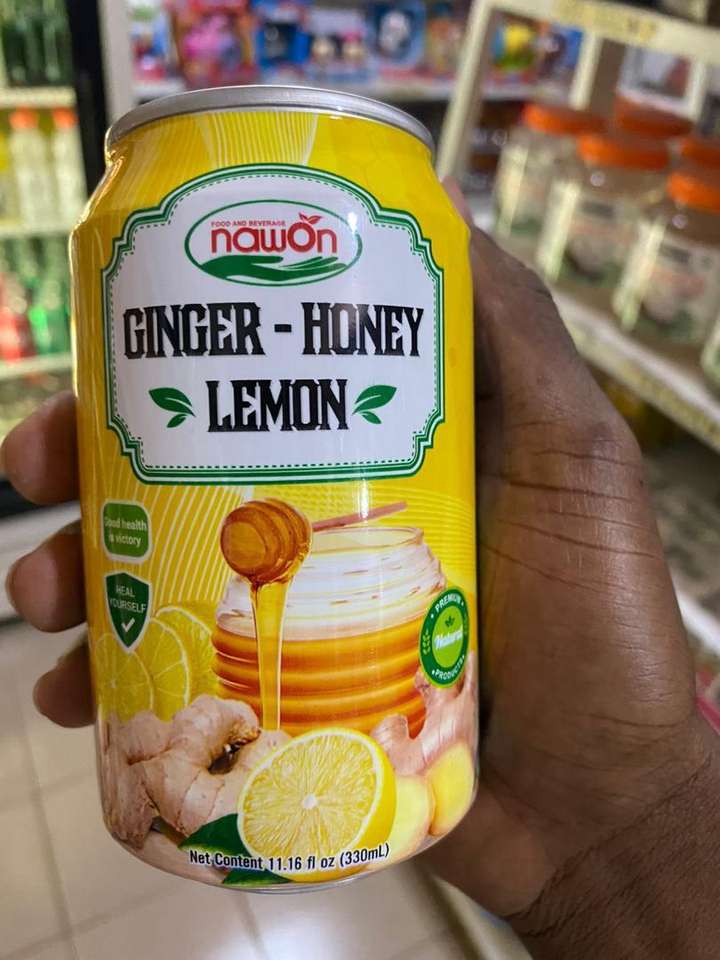 FOOD AND BEVERAGE
nawon
GINGER - HONEY
LEMON
Good health
is victory
HEAL
YOURSELF
PREMIUM
Natural
PRODUCT
Net Content 11.16 fl oz (330mL)